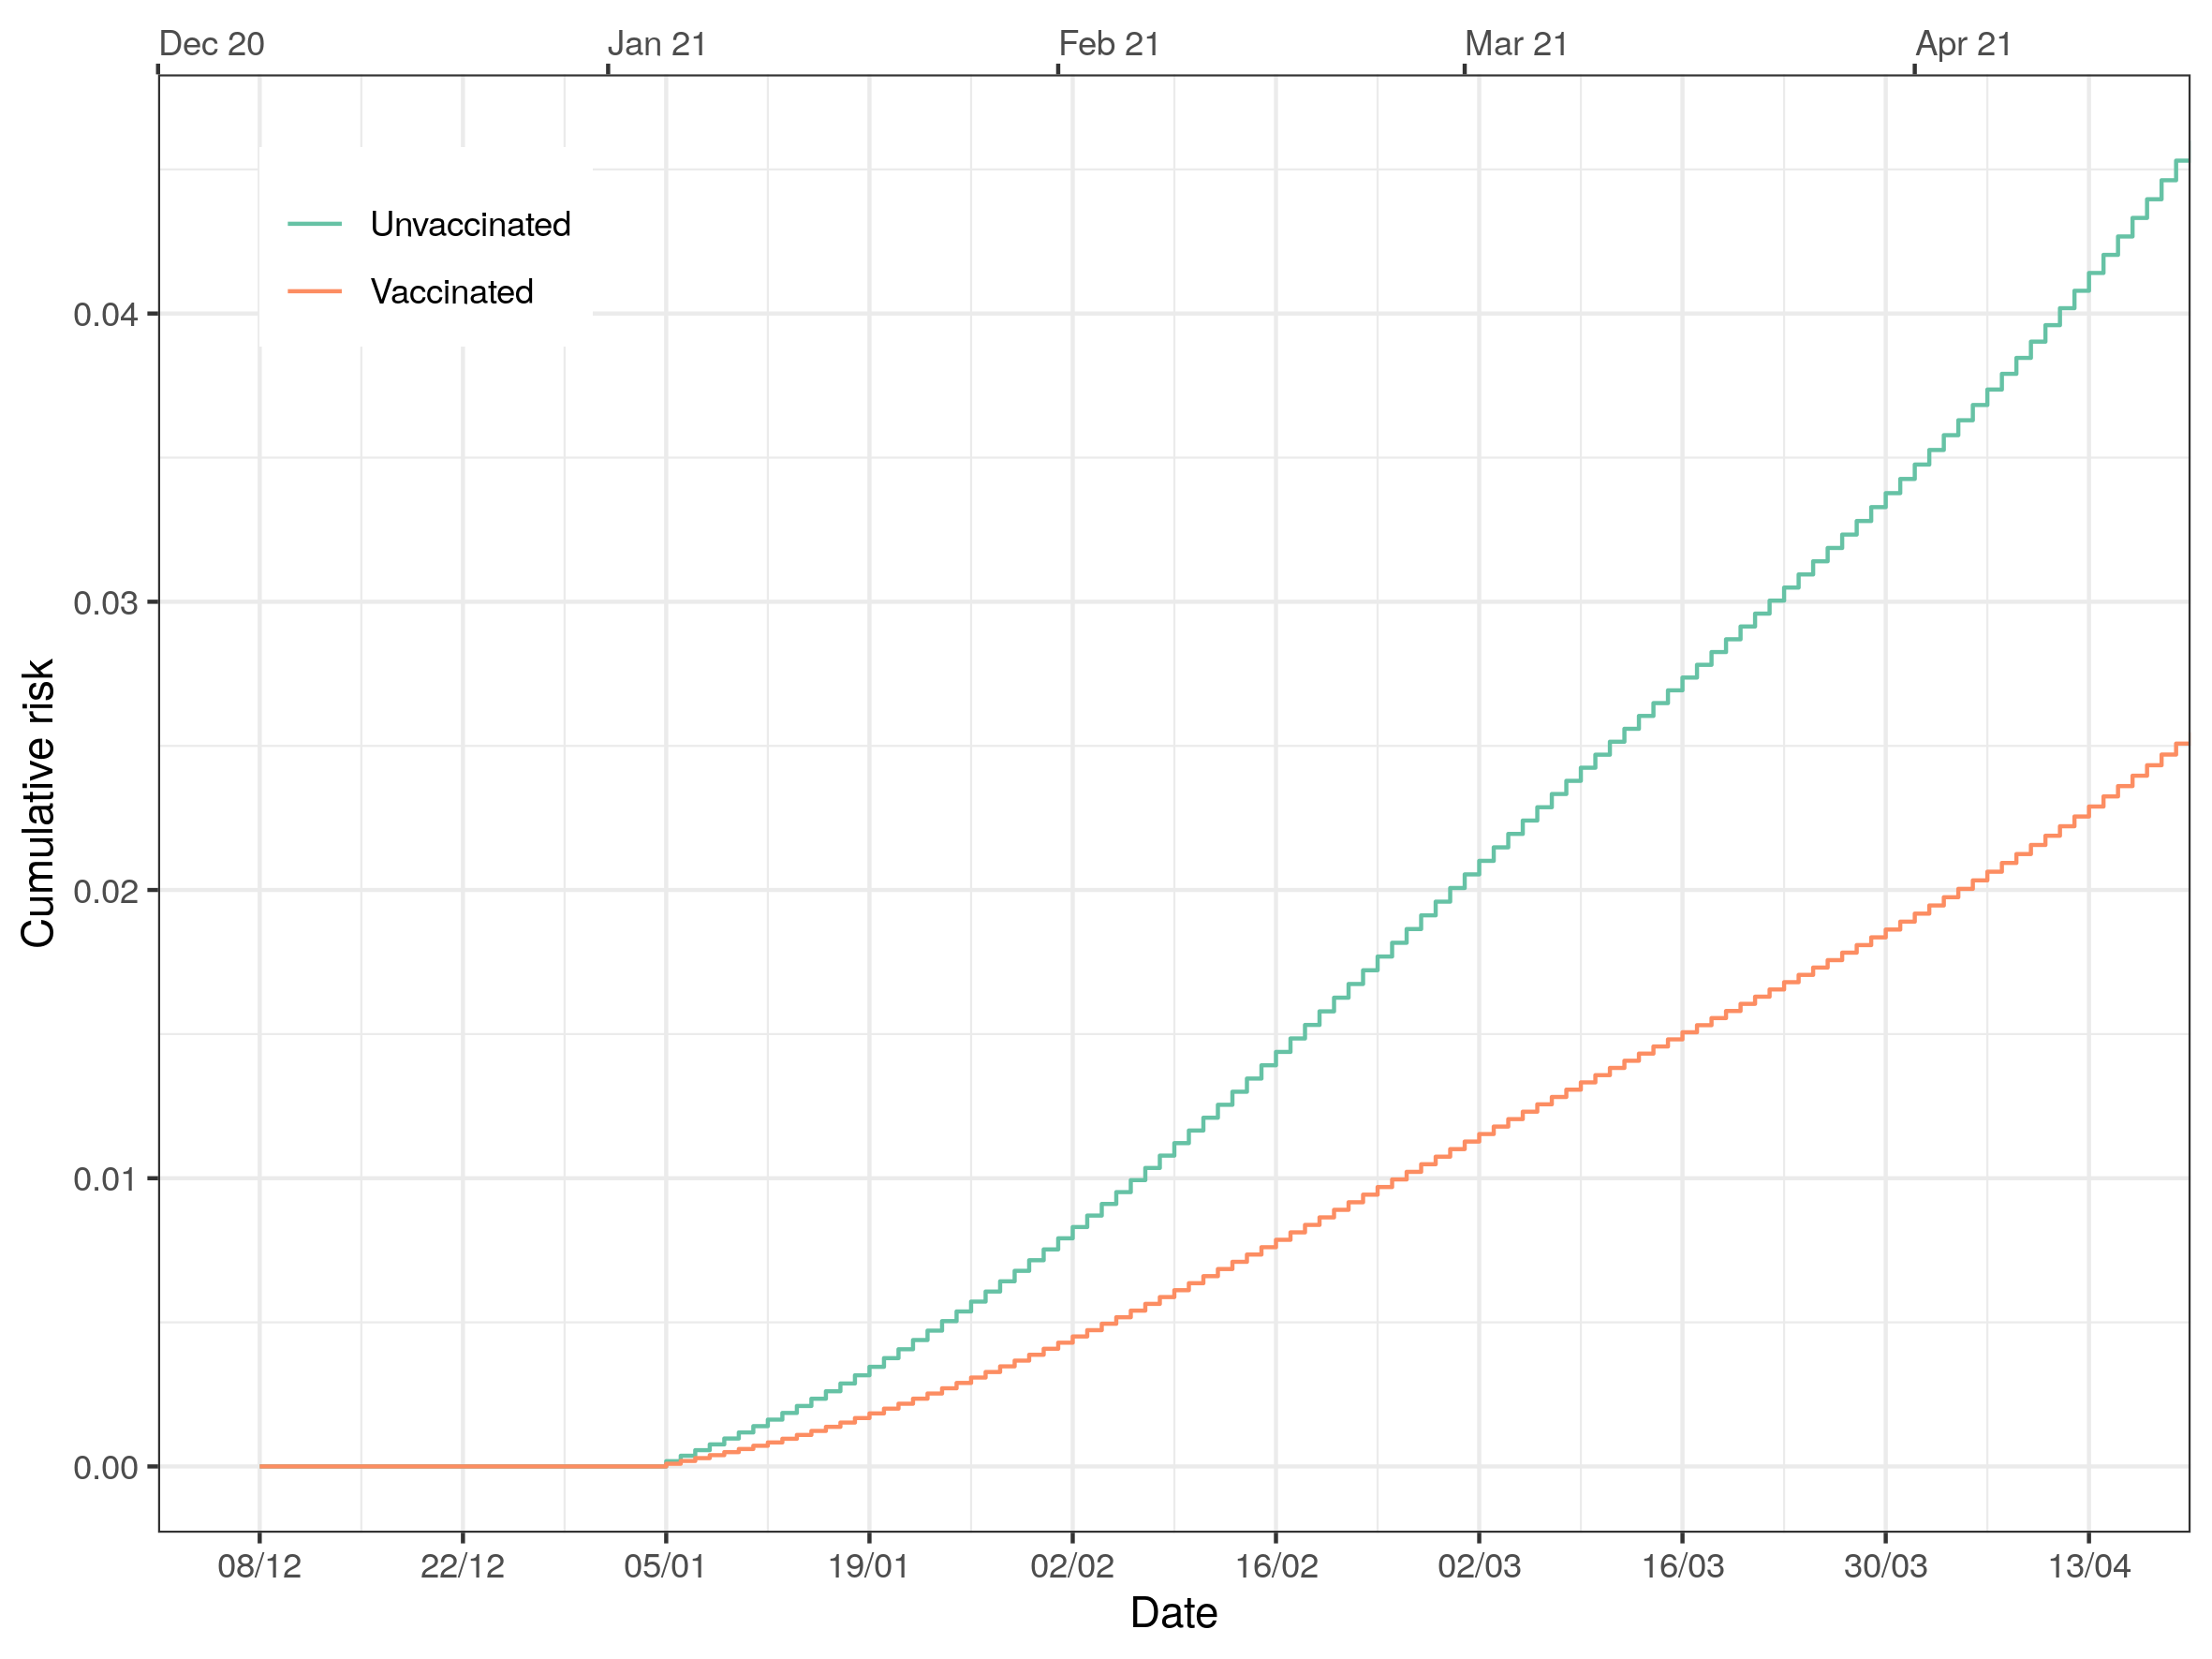 Dec 20 Jan 21 Feb 21 Mar 21 Apr 21
Unvaccinated
Vaccinated
0.04
0.03
0.02
0.01
0.00
Cumulative risk
08/12 22/12 05/01 19/01 02/02 16/02 02/03 16/03 30/03 13/04
Date